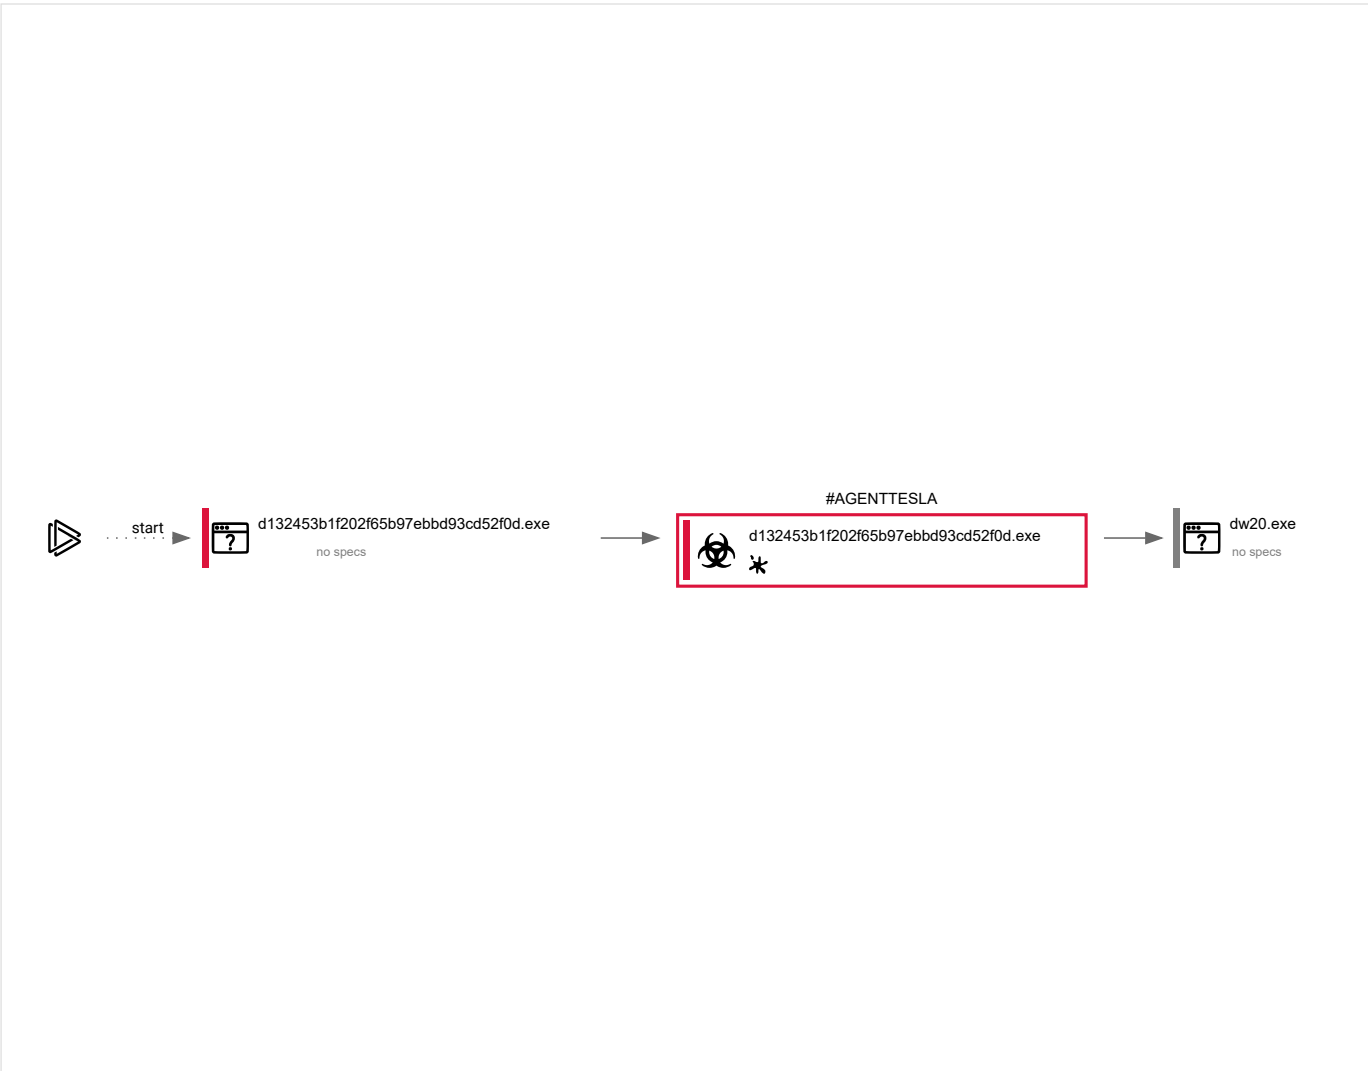 start
d132453b1f202f65b97ebbd93cd52f0d.exe
no specs
#AGENTTESLA
d132453b1f202f65b97ebbd93cd52f0d.exe
dw20.exe
no specs